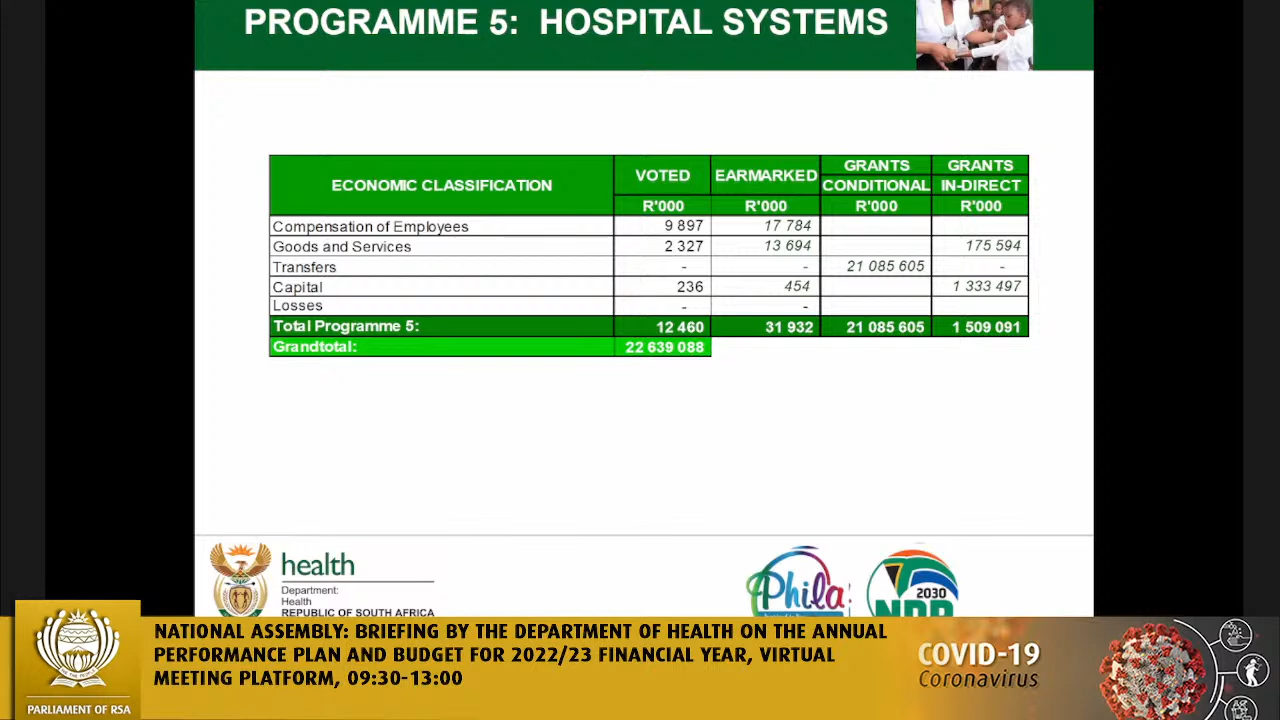 PROGRAMME 5: HOSPITAL SYSTEMS
ECONOMIC CLASSIFICATION VOTED EARMARKED GRANTS CONDITIONAL GRANTS IN-DIRECT
R'000 R'000 R'000 R'000
Compensation of Employees 9 897 17 784
Goods and Services 2 327 13 694 175 594
Transfers - - 21 085 605 -
Capital 236 454 1 333 497
Losses - -
Total Programme 5: 12 460 31 932 21 085 605 1 509 091
Grandtotal: 22 639 088
health
Department:
Health
REPUBLIC OF SOUTH AFRICA
Phila
2030
NDP
NATIONAL ASSEMBLY: BRIEFING BY THE DEPARTMENT OF HEALTH ON THE ANNUAL
PERFORMANCE PLAN AND BUDGET FOR 2022/23 FINANCIAL YEAR, VIRTUAL
MEETING PLATFORM, 09:30-13:00
PARLIAMENT OF RSA
COVID-19
Coronavirus